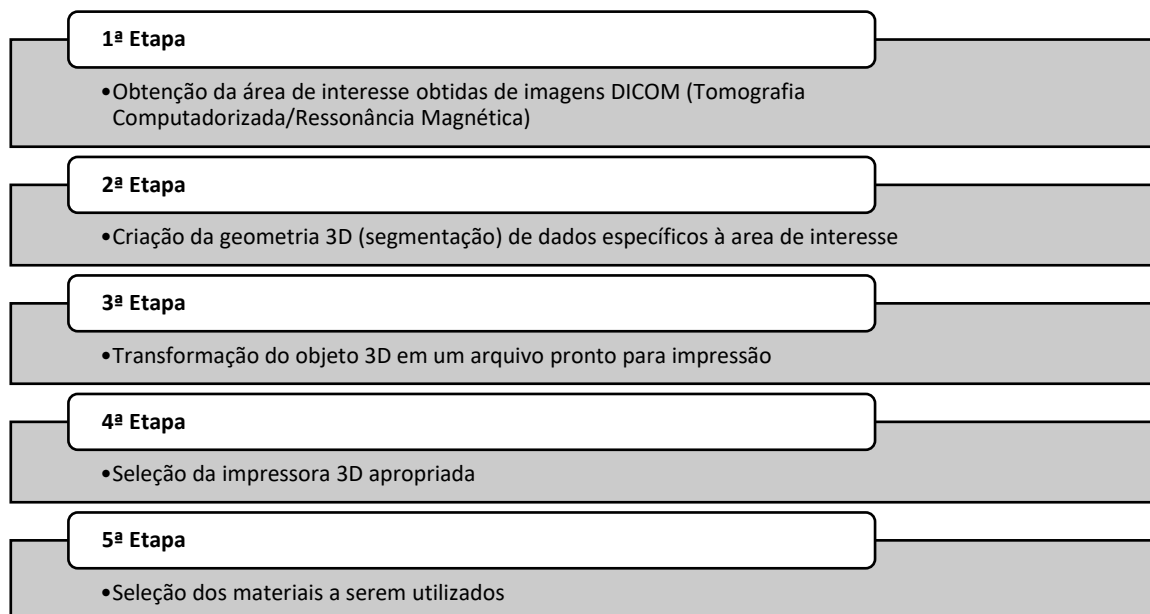 1ª Etapa
•Obtenção da área de interesse obtidas de imagens DICOM (Tomografia
Computadorizada/Ressonância Magnética)
2ª Etapa
•Criação da geometria 3D (segmentação) de dados específicos à area de interesse
3ª Etapa
•Transformação do objeto 3D em um arquivo pronto para impressão
4ª Etapa
•Seleção da impressora 3D apropriada
5ª Etapa
•Seleção dos materiais a serem utilizados